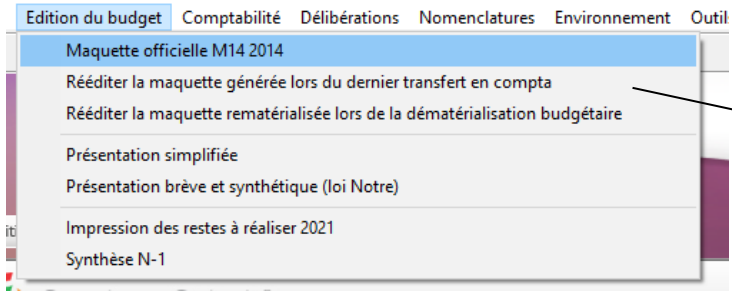 Edition du budget Comptabilité Délibérations Nomenclatures Environnement Outils
Maquette officielle M14 2014
Rééditer la maquette générée lors du dernier transfert en compta
Rééditer la maquette rematérialisée lors de la dématérialisation budgétaire
Présentation simplifiée
Présentation brève et synthétique (loi Notre)
Impression des restes à réaliser 2021
Synthèse N-1